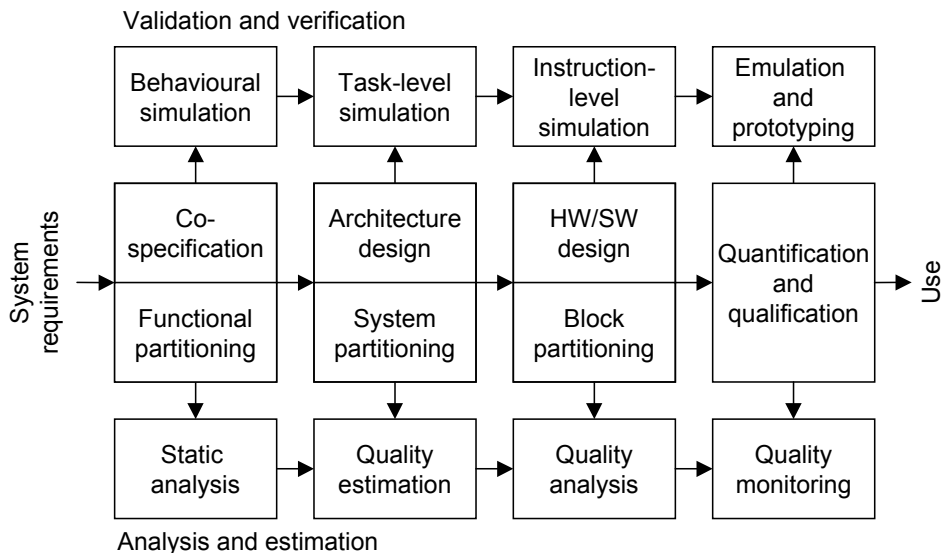 Validation and verification
Behavioural
simulation
Task-level
simulation
Instruction-
level
simulation
Emulation
and
prototyping
System
requirements
Co-
specification
Functional
partitioning
Architecture
design
System
partitioning
HW/SW
design
Block
partitioning
Quantification
and
qualification
Use
Static
analysis
Quality
estimation
Quality
analysis
Quality
monitoring
Analysis and estimation